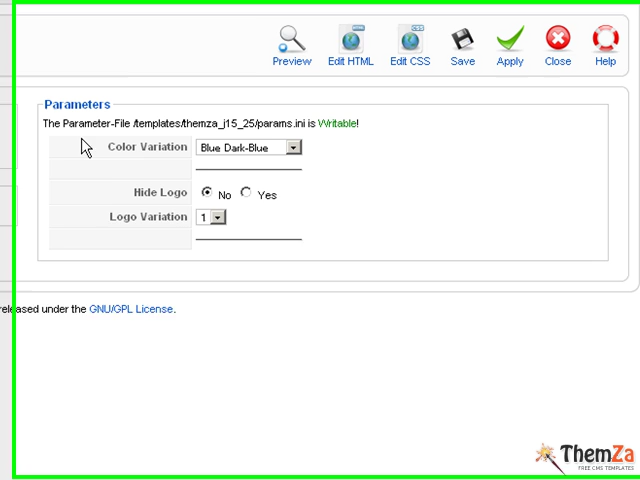 Preview Edit HTML Edit CSS Save Apply Close Help
Parameters
The Parameter-File /templates/themza_j15_25/params.ini is Writable!
Color Variation Blue Dark-Blue
Hide Logo No Yes
Logo Variation 1
released under the GNU/GPL License.
ThemZa
FREE CMS TEMPLATES